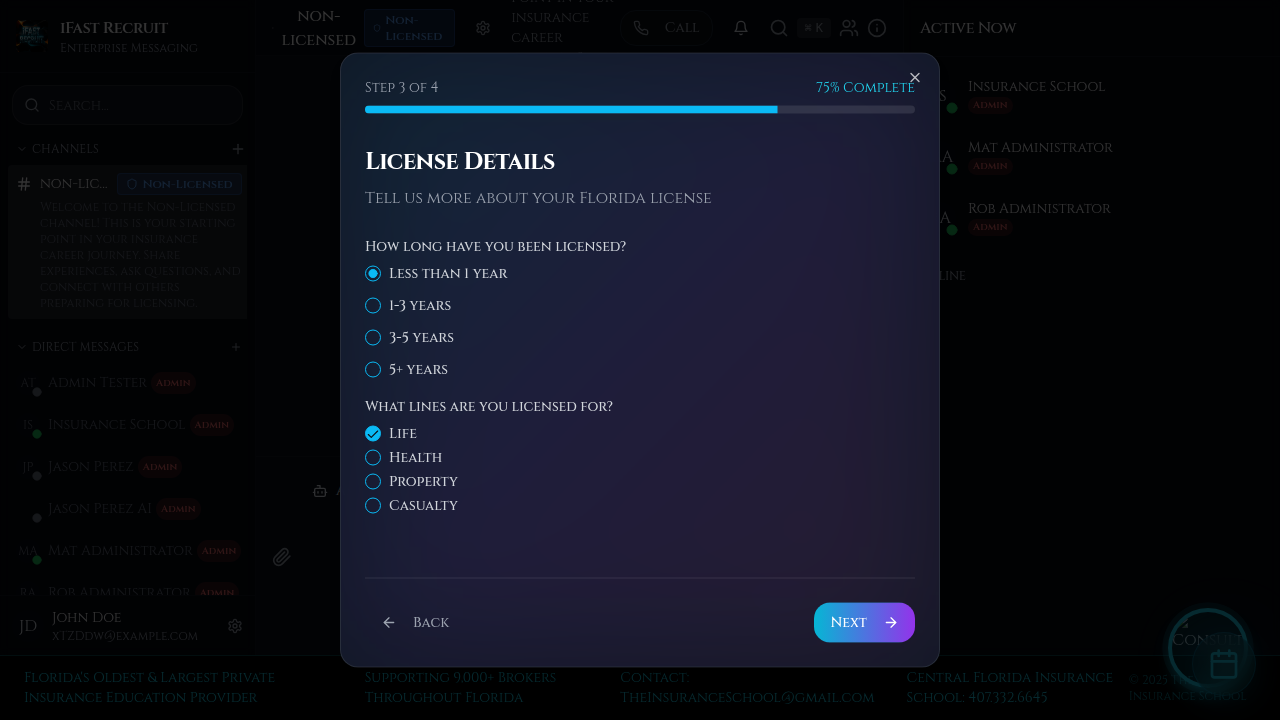 iFast Recruit
Enterprise Messaging
Search...
Channels
non-lic...
Non-Licensed
Welcome to the Non-Licensed
channel! This is your starting
point in your insurance
career journey. Share
experiences, ask questions, and
connect with others
preparing for licensing.
Direct Messages
AT
Admin Tester
Admin
IS
Insurance School
Admin
JP
Jason Perez
Admin
Jason Perez AI
Admin
MA
Mat Administrator
Admin
RA
Rob Administrator
Admin
JD
John Doe
xtzddw@example.com
non-
licensed
Non-
Licensed
point in your
insurance
career
Call
⌘ K
Active Now
Insurance School
Admin
Mat Administrator
Admin
Rob Administrator
Admin
Step 3 of 4
75% Complete
License Details
Tell us more about your Florida license
How long have you been licensed?
Less than 1 year
1-3 years
3-5 years
5+ years
What lines are you licensed for?
Life
Health
Property
Casualty
Back
Next
Consult
Florida's Oldest & Largest Private
Insurance Education Provider
Supporting 9,000+ Brokers
Throughout Florida
Contact:
TheInsuranceSchool@gmail.com
Central Florida Insurance
School: 407.332.6645
© 2025
Insurance School